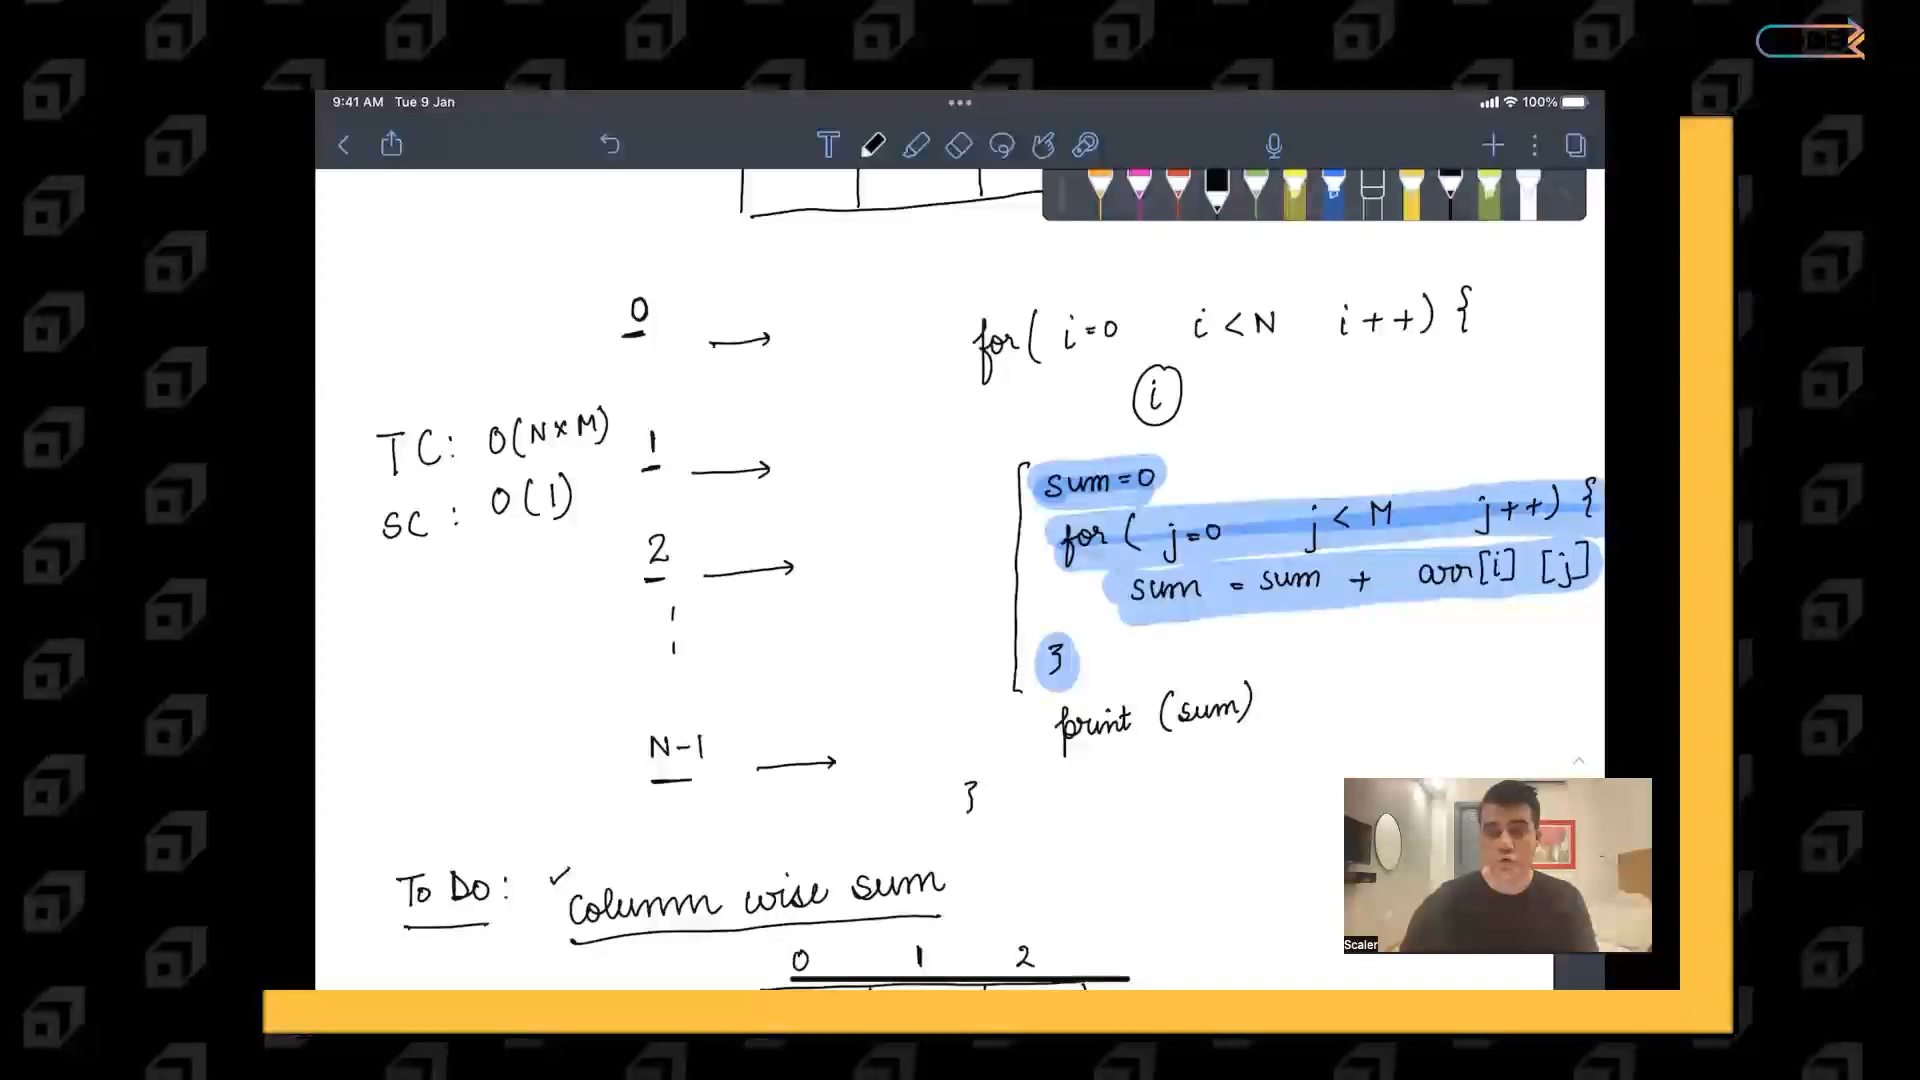 9:41 AM Tue 9 Jan
100%
0
for( i=0 i<N i++) {
i
TC: O(N×M)
1
sum=0
SC: O(1)
for( j=0 j<M j++) {
2
sum = sum + arr[i] [j]
}
print (sum)
N-1
}
To Do: ✓ column wise sum
0 1 2
Scaler